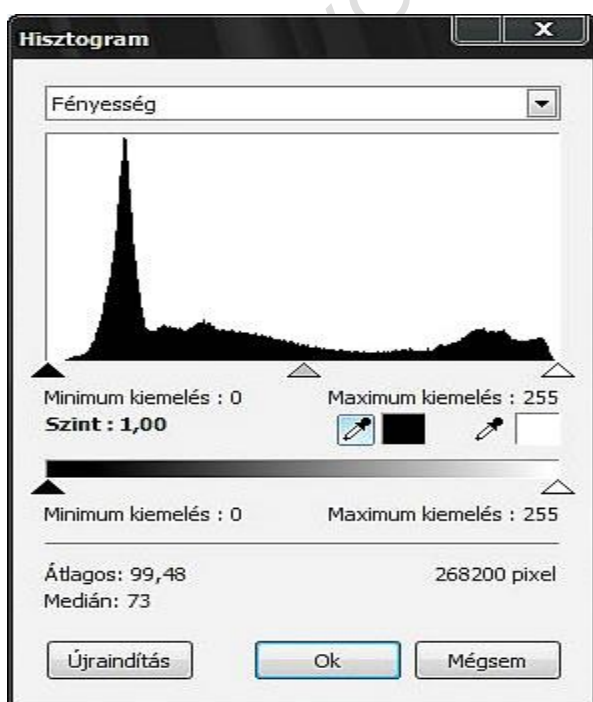 Hisztogram
Fényesség
Minimum kiemelés : 0 Maximum kiemelés : 255
Szint : 1,00
Minimum kiemelés : 0 Maximum kiemelés : 255
Átlagos: 99,48 268200 pixel
Medián: 73
Újraindítás Ok Mégsem